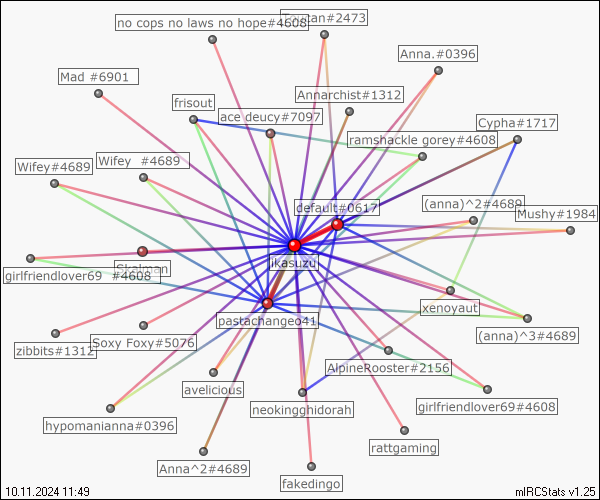 no cops no laws no hope#4608
Toucan#2473
Anna.#0396
Mad #6901
Annarchist#1312
frisout
ace deucy#7097
Cypha#1717
ramshackle gorey#4608
Wifey#4689
Wifey #4689
default#0617
(anna)^2#4689
Mushy#1984
ikasuzu
girlfriendlover69 #4608
pastachangeo41
xenoyaut
(anna)^3#4689
zibbits#1312
Soxy Foxy#5076
AlpineRooster#2156
avelicious
neokingghidorah
girlfriendlover69#4608
hypomanianna#0396
rattgaming
Anna^2#4689
fakedingo
10.11.2024 11:49
mIRCStats v1.25